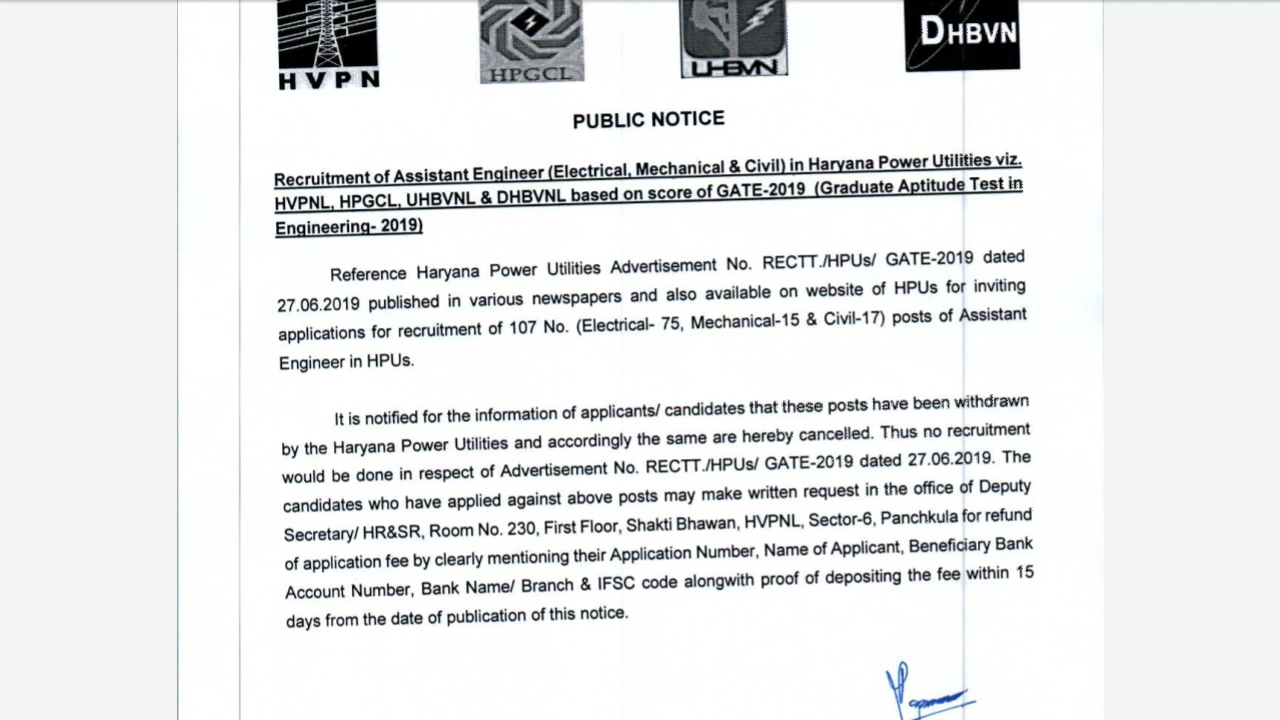 HVPN
HPGCL
UHBVN
DHBVN
PUBLIC NOTICE
Recruitment of Assistant Engineer (Electrical, Mechanical & Civil) in Haryana Power Utilities viz.
HVPNL, HPGCL, UHBVNL & DHBVNL based on score of GATE-2019 (Graduate Aptitude Test in
Engineering- 2019)
Reference Haryana Power Utilities Advertisement No. RECTT./HPUs/ GATE-2019 dated
27.06.2019 published in various newspapers and also available on website of HPUs for inviting
applications for recruitment of 107 No. (Electrical- 75, Mechanical-15 & Civil-17) posts of Assistant
Engineer in HPUs.
It is notified for the information of applicants/ candidates that these posts have been withdrawn
by the Haryana Power Utilities and accordingly the same are hereby cancelled. Thus no recruitment
would be done in respect of Advertisement No. RECTT./HPUs/ GATE-2019 dated 27.06.2019. The
candidates who have applied against above posts may make written request in the office of Deputy
Secretary/ HR&SR, Room No. 230, First Floor, Shakti Bhawan, HVPNL, Sector-6, Panchkula for refund
of application fee by clearly mentioning their Application Number, Name of Applicant, Beneficiary Bank
Account Number, Bank Name/ Branch & IFSC code alongwith proof of depositing the fee within 15
days from the date of publication of this notice.